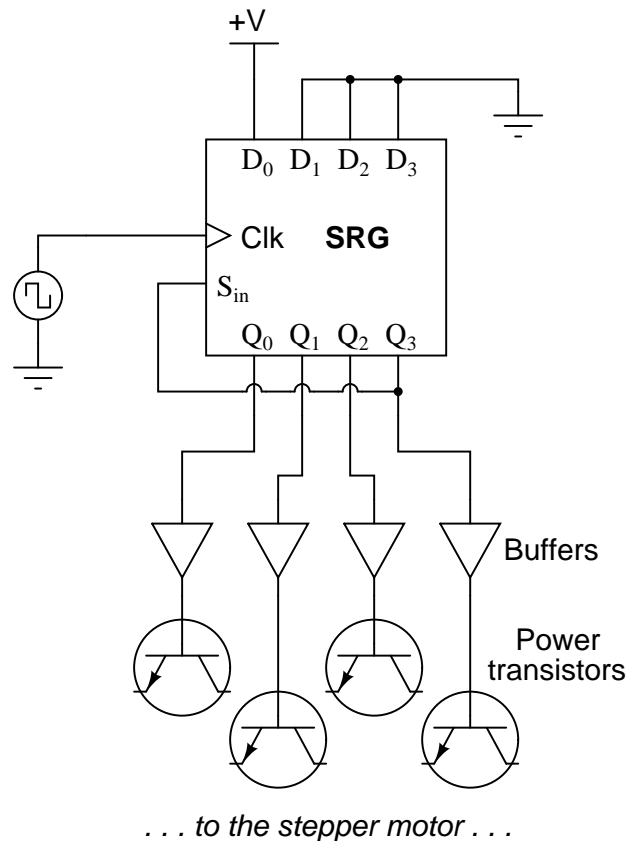 +V
D₀ D₁ D₂ D₃
Clk SRG
Sᵢₙ
Q₀ Q₁ Q₂ Q₃
Buffers
Power
transistors
. . . to the stepper motor . . .